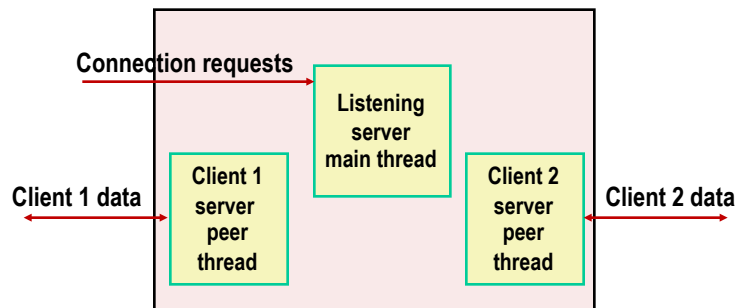 Connection requests
Listening
server
main thread
Client 1 data
Client 1
server
peer
thread
Client 2
server
peer
thread
Client 2 data